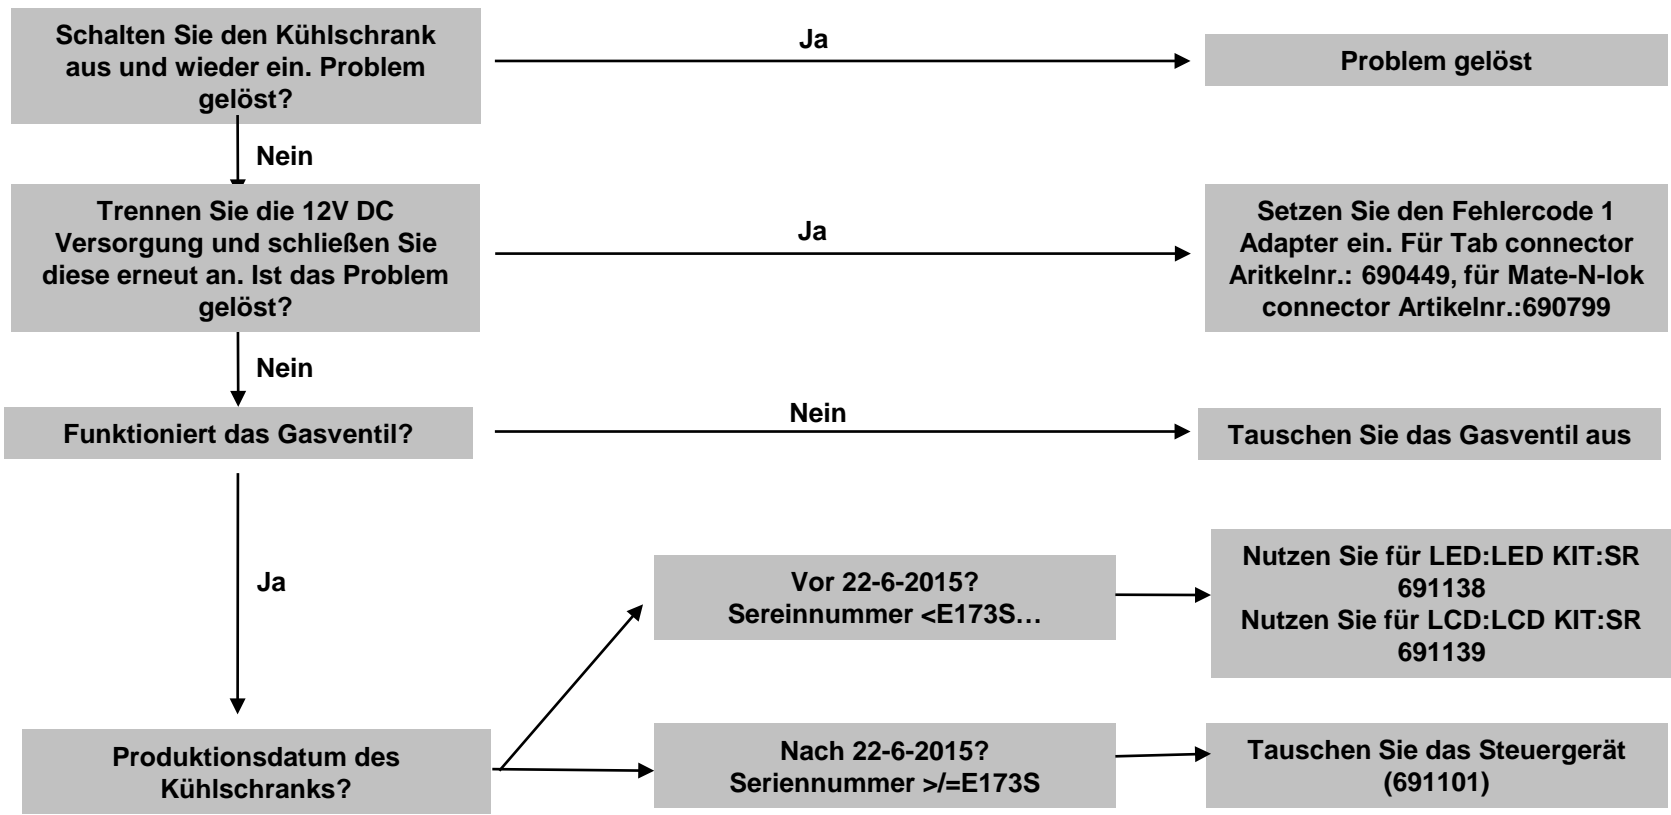 Schalten Sie den Kühlschrank
aus und wieder ein. Problem
gelöst?
Ja
Problem gelöst
Nein
Trennen Sie die 12V DC
Versorgung und schließen Sie
diese erneut an. Ist das Problem
gelöst?
Ja
Setzen Sie den Fehlercode 1
Adapter ein. Für Tab connector
Aritkelnr.: 690449, für Mate-N-lok
connector Artikelnr.:690799
Nein
Funktioniert das Gasventil?
Nein
Tauschen Sie das Gasventil aus
Ja
Vor 22-6-2015?
Sereinnummer <E173S…
Nutzen Sie für LED:LED KIT:SR
691138
Nutzen Sie für LCD:LCD KIT:SR
691139
Produktionsdatum des
Kühlschranks?
Nach 22-6-2015?
Seriennummer >/=E173S
Tauschen Sie das Steuergerät
(691101)